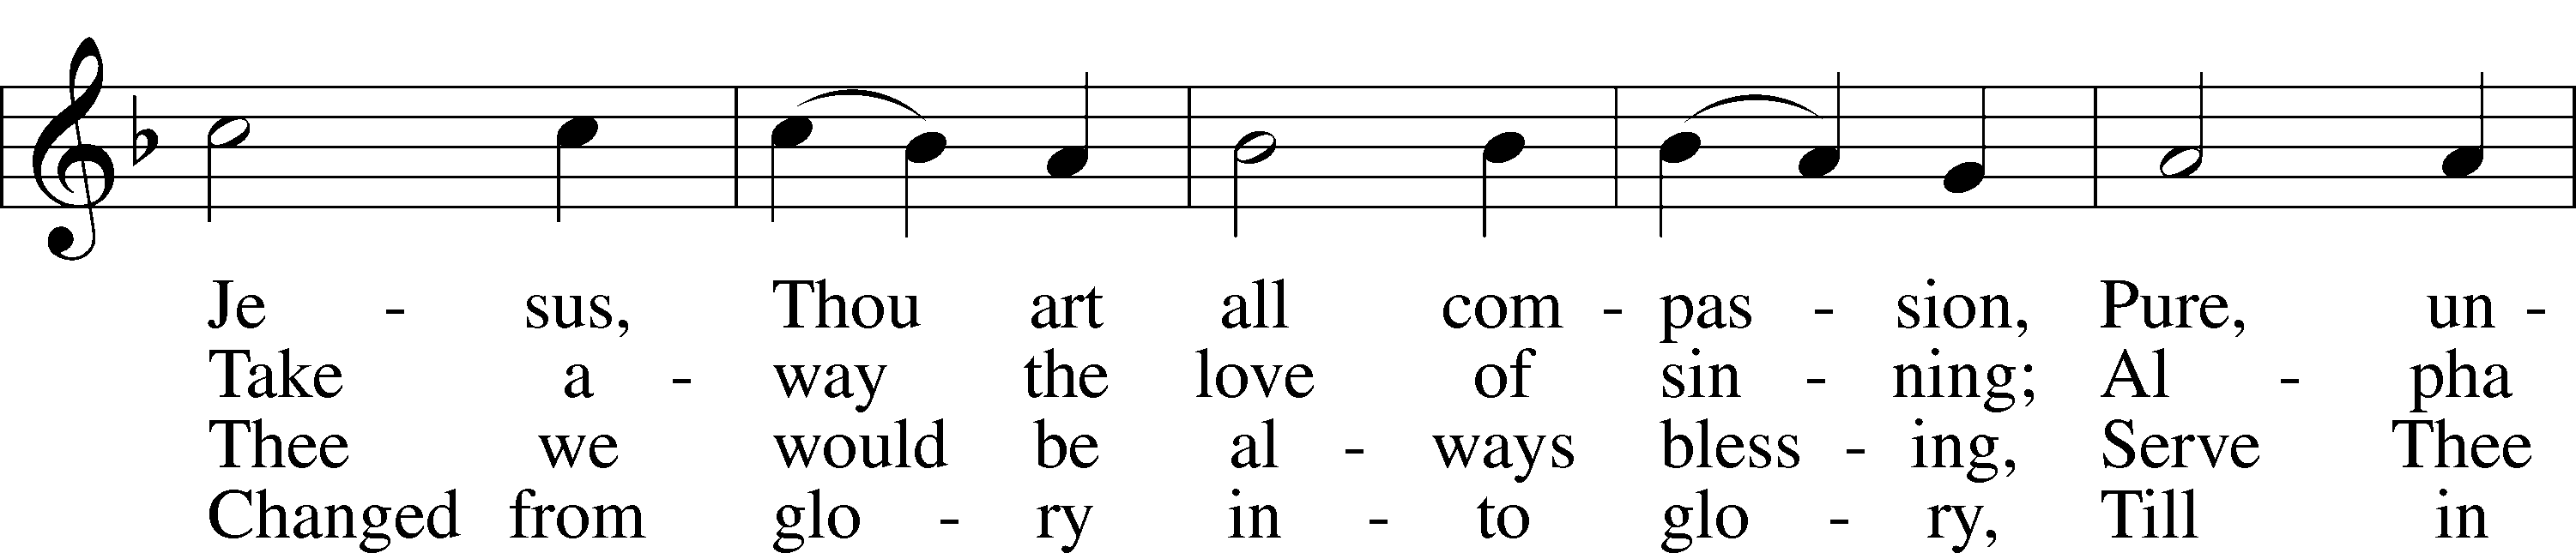 Je - sus, Thou art all com - pas - sion, Pure, un -
Take a - way the love of sin - ning; Al - pha
Thee we would be al - ways bless - ing, Serve Thee
Changed from glo - ry in - to glo - ry, Till in